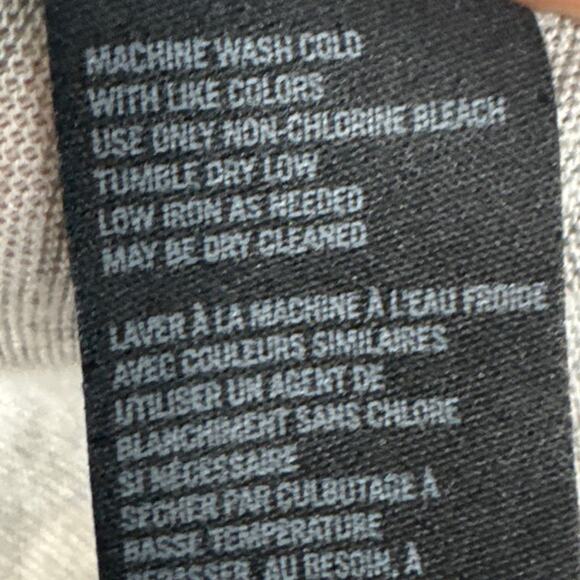 MACHINE WASH COLD
WITH LIKE COLORS
USE ONLY NON-CHLORINE BLEACH
TUMBLE DRY LOW
LOW IRON AS NEEDED
MAY BE DRY CLEANED
LAVER À LA MACHINE À L'EAU FROIDE
AVEC COULEURS SIMILAIRES
UTILISER UN AGENT DE
BLANCHIMENT SANS CHLORE
SI NÉCESSAIRE
SÉCHER PAR CULBUTAGE À
BASSE TEMPÉRATURE
REPASSER, AU BESOIN, À